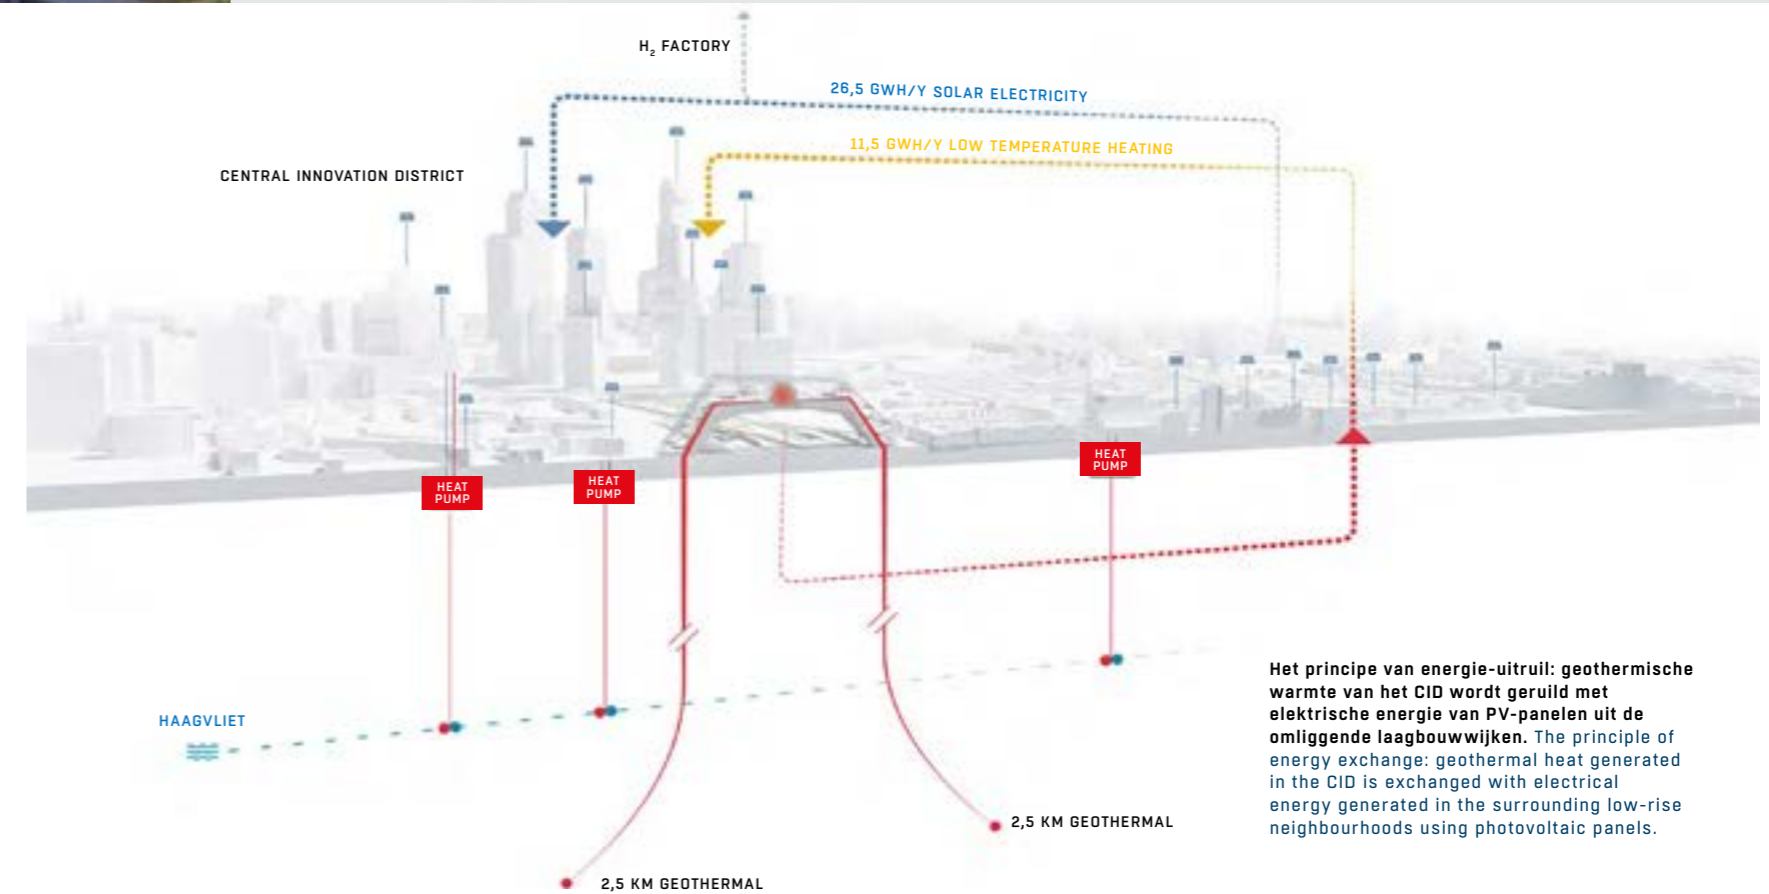 H₂ FACTORY
26,5 GWH/Y SOLAR ELECTRICITY
11,5 GWH/Y LOW TEMPERATURE HEATING
CENTRAL INNOVATION DISTRICT
HEAT
PUMP
HEAT
PUMP
HEAT
PUMP
HAAGVLIET
2,5 KM GEOTHERMAL
2,5 KM GEOTHERMAL
Het principe van energie-uitruil: geothermische
warmte van het CID wordt geruild met
elektrische energie van PV-panelen uit de
omliggende laagbouwwijken. The principle of
energy exchange: geothermal heat generated
in the CID is exchanged with electrical
energy generated in the surrounding low-rise
neighbourhoods using photovoltaic panels.